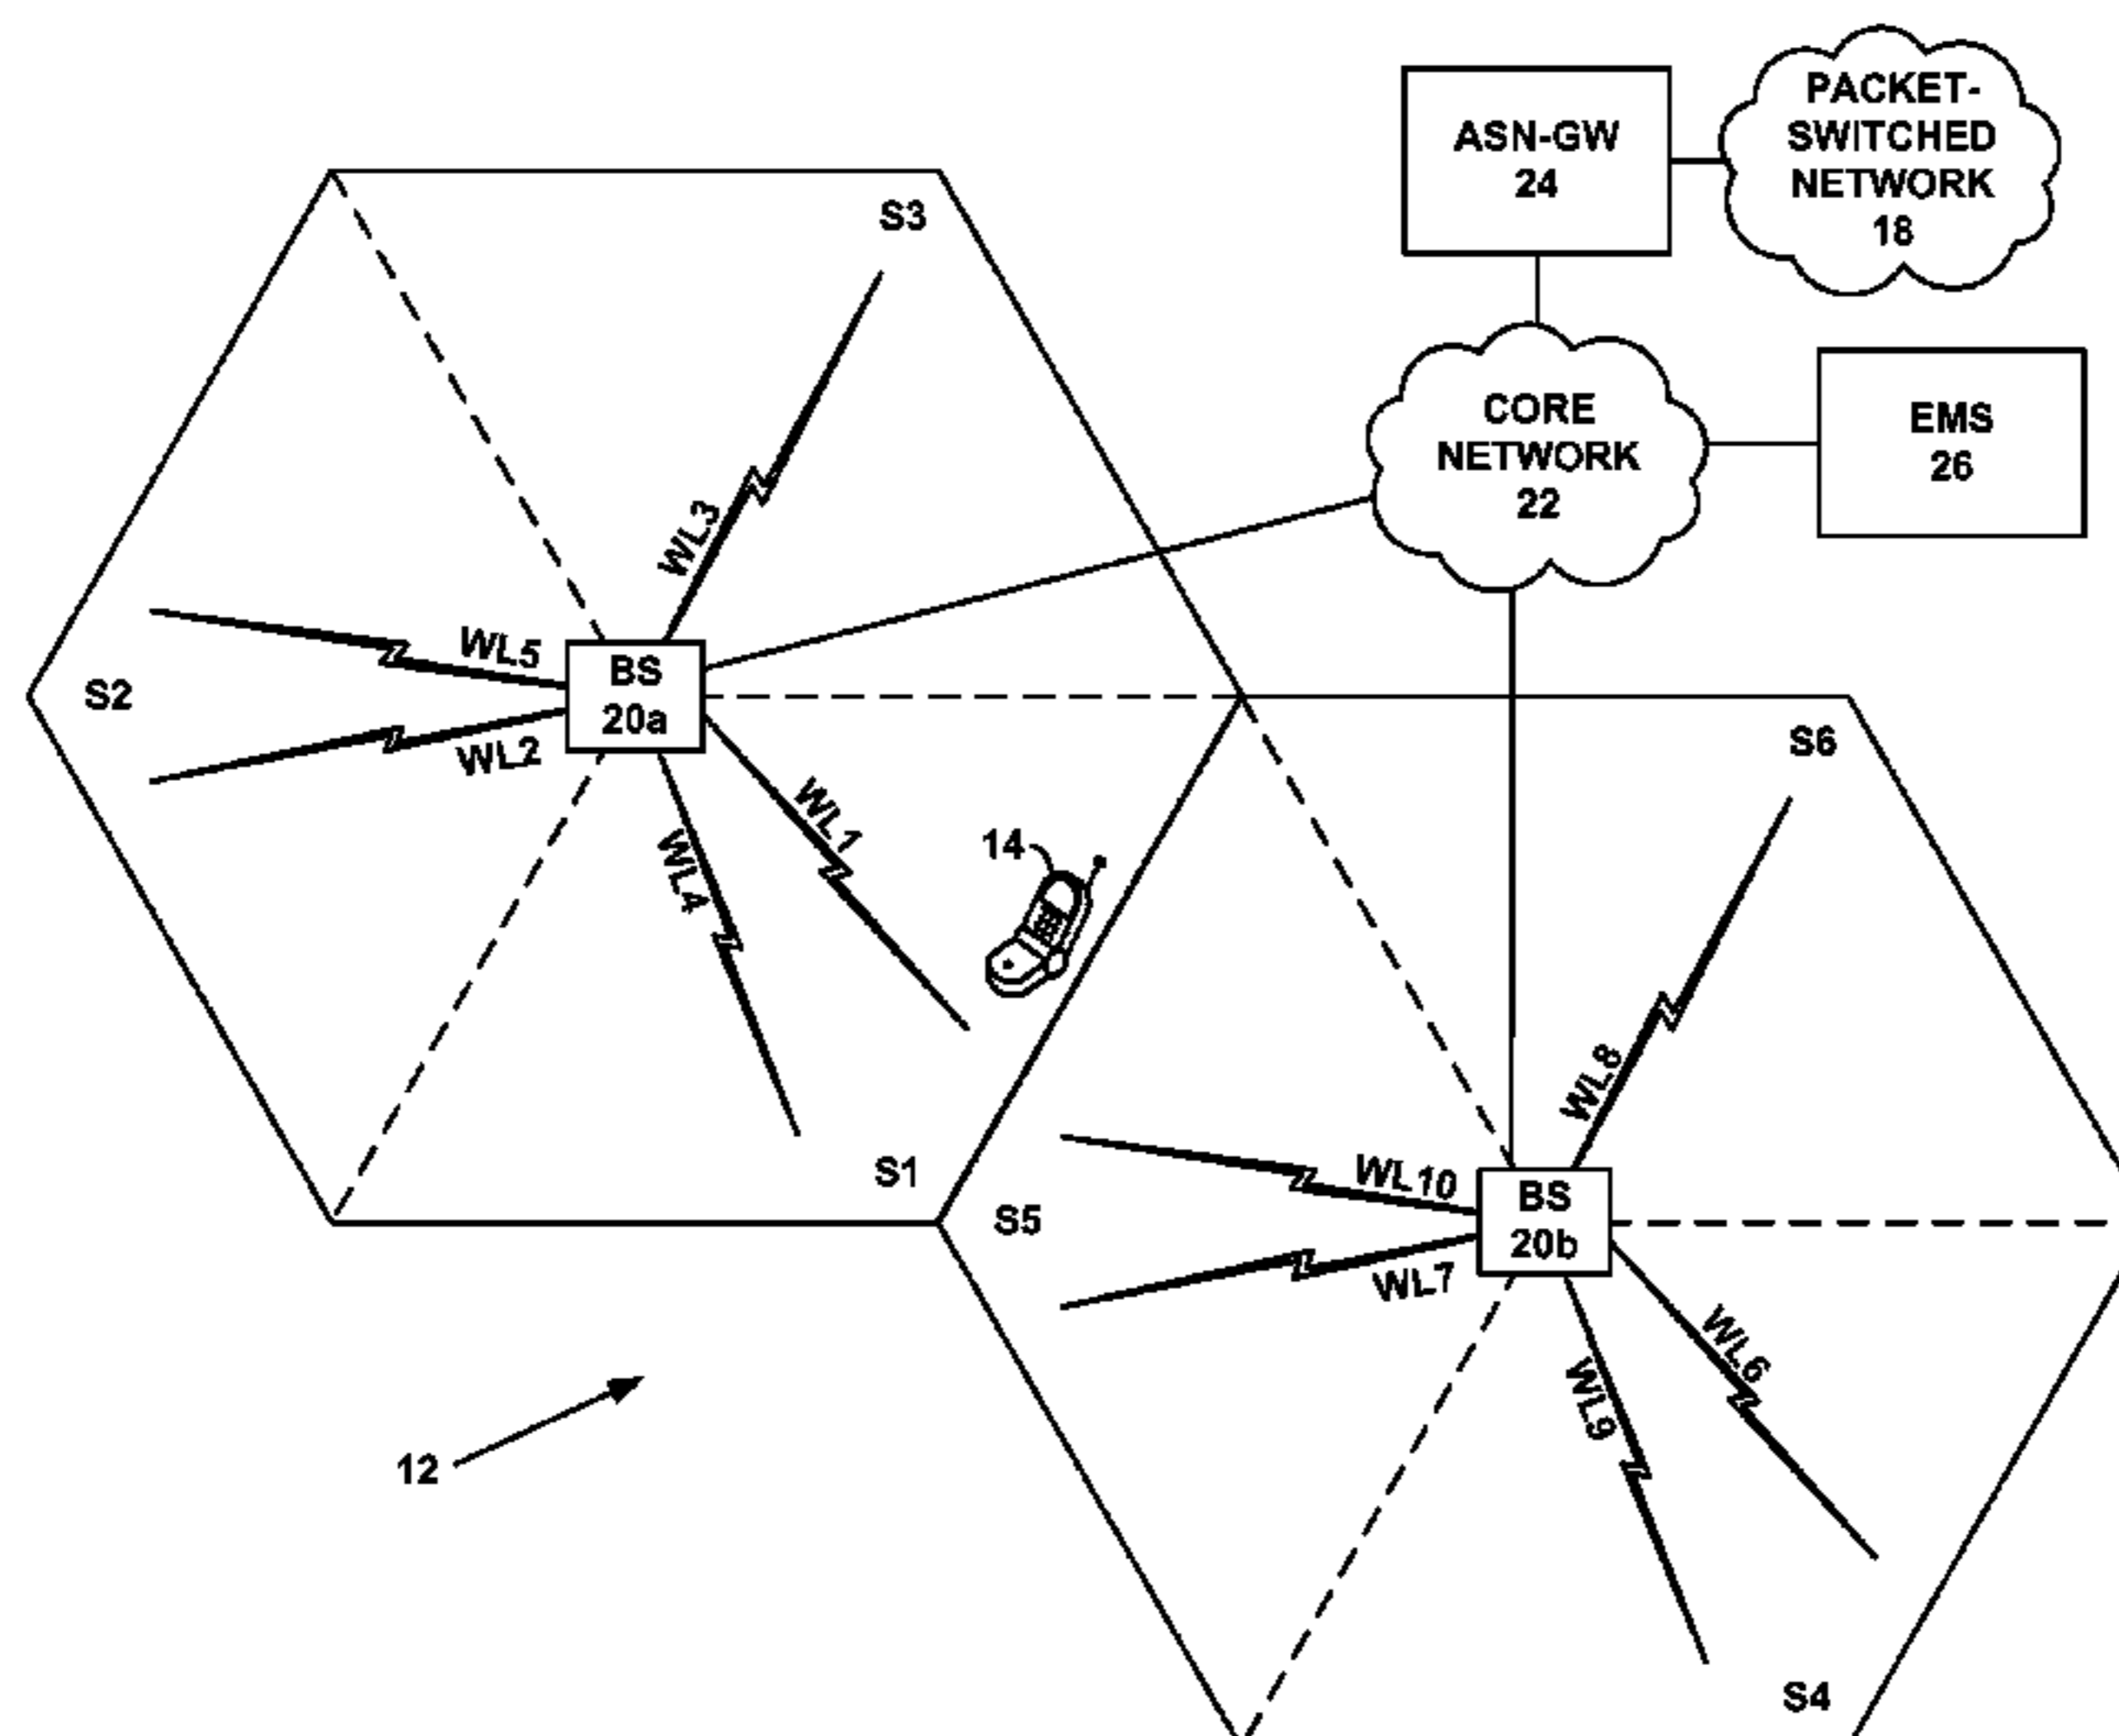 PACKET-
SWITCHED
NETWORK
18
ASN-GW
24
S3
CORE
NETWORK
22
EMS
26
WL3
WL5
BS
20a
S2
WL2
S6
WL1
14
WL4
WL8
S1
WL10
BS
20b
S5
WL7
WL6
WL9
12
S4